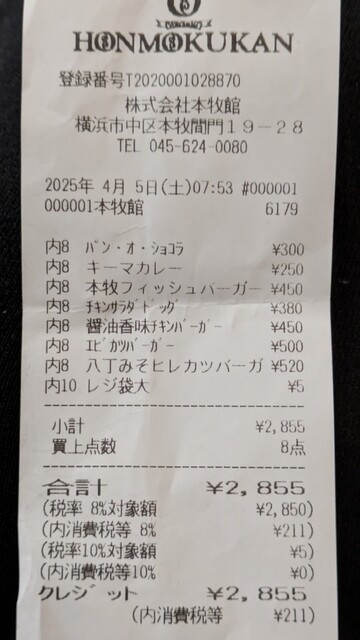 HONMOKUKAN
登録番号T2020001028870
株式会社本牧館
横浜市中区本牧間門19-28
TEL 045-624-0080
2025年 4月 5日(土)07:53 #000001
000001本牧館 6179
内8 パン・オ・ショコラ ¥300
内8 キーマカレー ¥250
内8 本牧フィッシュバーガー ¥450
内8 チキンサラダドッグ ¥380
内8 醤油香味チキンバーガー ¥450
内8 エビカツバーガー ¥500
内8 八丁みそヒレカツバーガ ¥520
内10 レジ袋大 ¥5
小計 ¥2,855
買上点数 8点
合計 ¥2,855
(税率 8%対象額 ¥2,850)
(内消費税等 8% ¥211)
(税率10%対象額 ¥5)
(内消費税等10% ¥0)
クレジット ¥2,855
(内消費税等 ¥211)